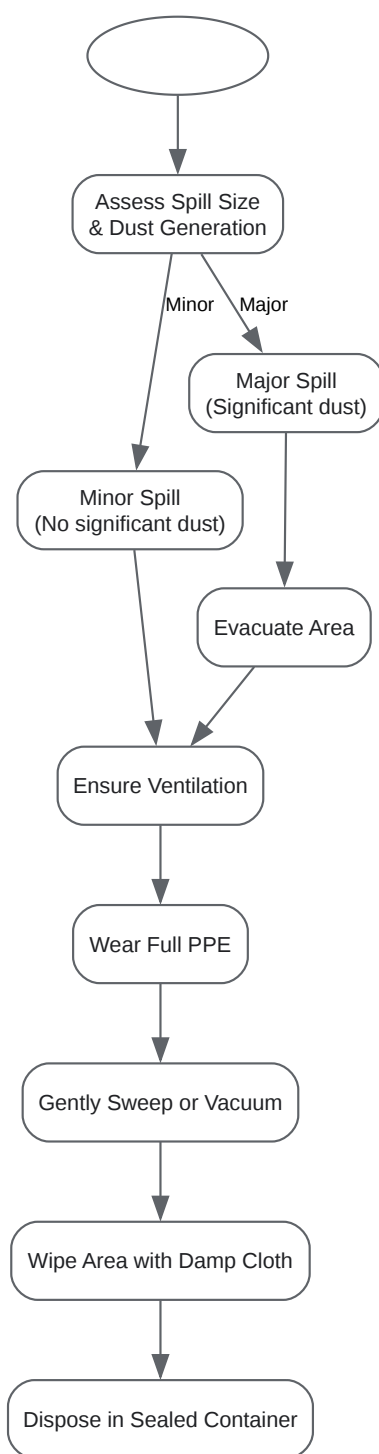 Assess Spill Size
& Dust Generation
Minor
Major
Major Spill
(Significant dust)
Minor Spill
(No significant dust)
Evacuate Area
Ensure Ventilation
Wear Full PPE
Gently Sweep or Vacuum
Wipe Area with Damp Cloth
Dispose in Sealed Container